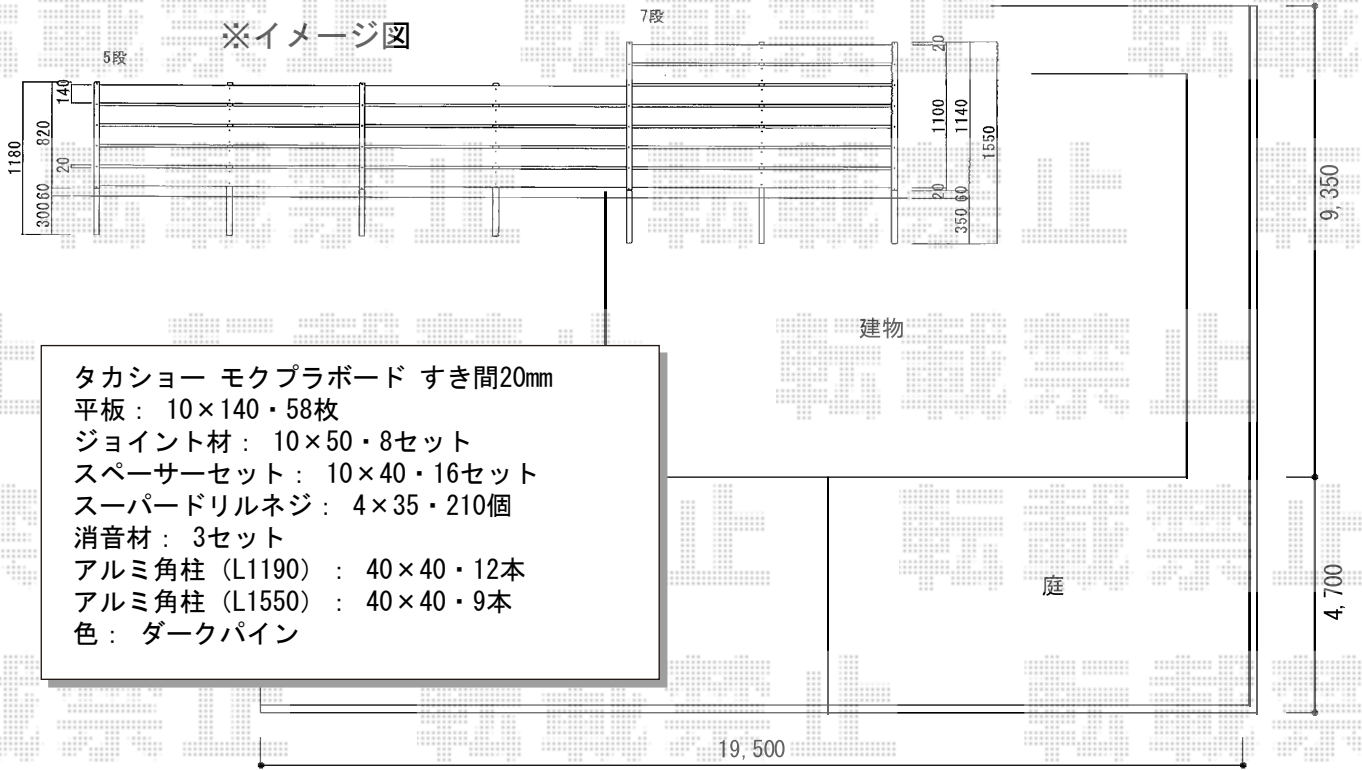 ※イメージ図
5段
7段
140
1180
820
20
60
300
20
1100
1140
1550
20
60
350
9,350
建物
タカショー モクプラボード すき間20mm
平板： 10×140・58枚
ジョイント材： 10×50・8セット
スペーサーセット： 10×40・16セット
スーパードリルネジ： 4×35・210個
消音材： 3セット
アルミ角柱（L1190）： 40×40・12本
アルミ角柱（L1550）： 40×40・9本
色： ダークパイン
庭
4,700
19,500
転載禁止